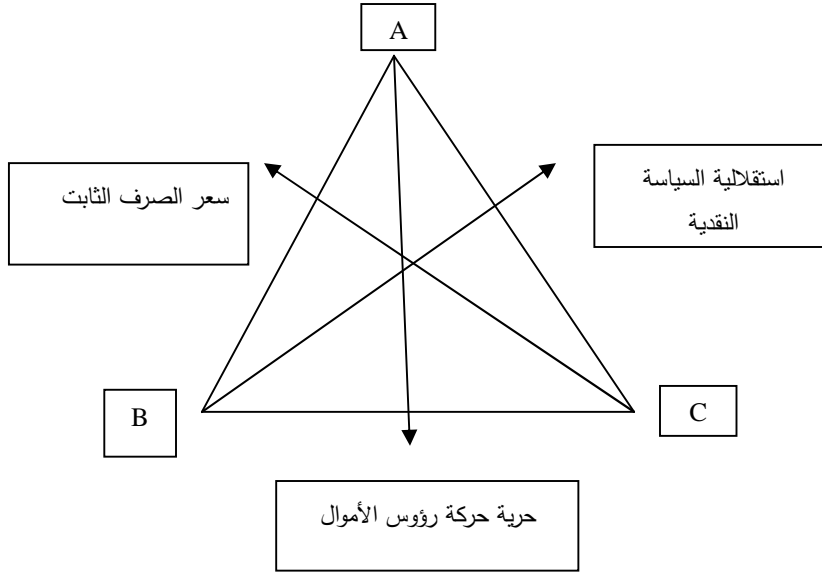 A
استقلالية السياسة
النقدية
سعر الصرف الثابت
B
C
حرية حركة رؤوس الأموال